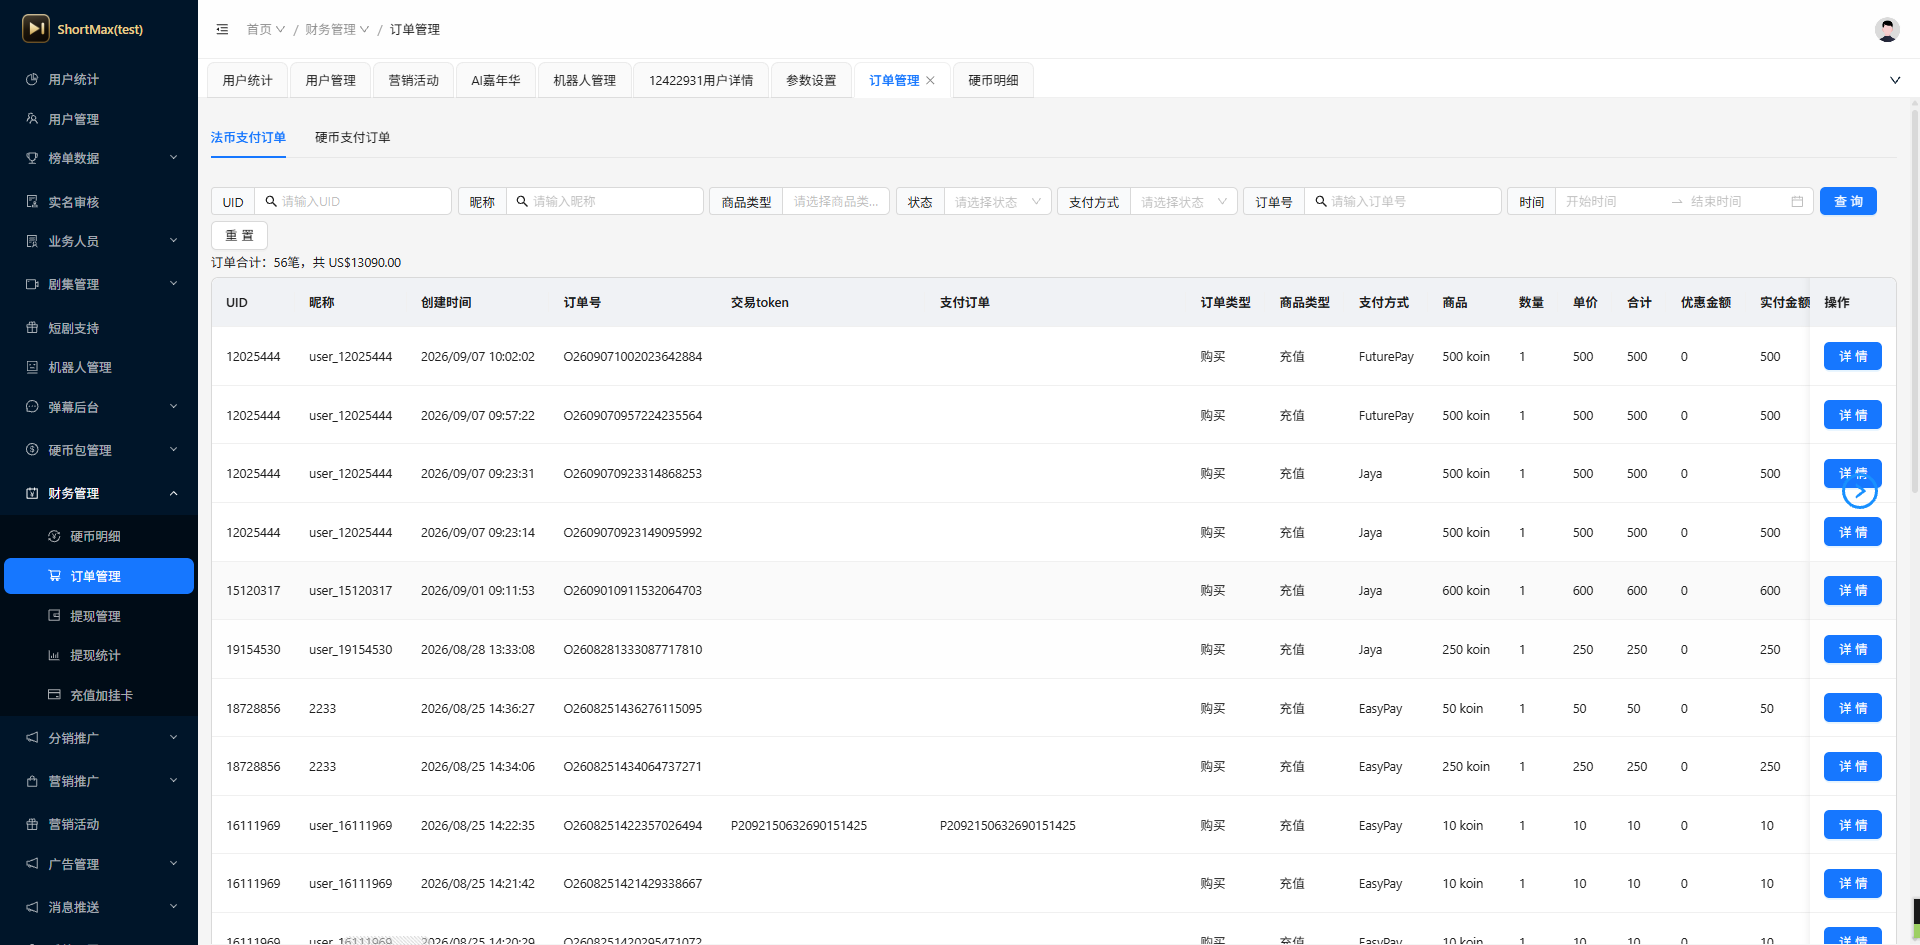 ShortMax(test)
首页 / 财务管理 / 订单管理
用户统计 用户管理 营销活动 AI嘉年华 机器人管理 12422931用户详情 参数设置 订单管理 硬币明细
用户统计
用户管理
榜单数据
实名审核
业务人员
剧集管理
短剧支持
机器人管理
弹幕后台
硬币包管理
财务管理
硬币明细
订单管理
提现管理
提现统计
充值加挂卡
分销推广
营销推广
营销活动
广告管理
消息推送
法币支付订单 硬币支付订单
UID 请输入UID 昵称 请输入昵称 商品类型 请选择商品类... 状态 请选择状态 支付方式 请选择状态 订单号 请输入订单号 时间 开始时间 结束时间 查 询
重 置
订单合计：56笔，共 US$13090.00
UID 昵称 创建时间 订单号 交易token 支付订单 订单类型 商品类型 支付方式 商品 数量 单价 合计 优惠金额 实付金额 操作
12025444 user_12025444 2026/09/07 10:02:02 O2609071002023642884 购买 充值 FuturePay 500 koin 1 500 500 0 500 详 情
12025444 user_12025444 2026/09/07 09:57:22 O2609070957224235564 购买 充值 FuturePay 500 koin 1 500 500 0 500 详 情
12025444 user_12025444 2026/09/07 09:23:31 O2609070923314868253 购买 充值 Jaya 500 koin 1 500 500 0 500 详 情
12025444 user_12025444 2026/09/07 09:23:14 O2609070923149095992 购买 充值 Jaya 500 koin 1 500 500 0 500 详 情
15120317 user_15120317 2026/09/01 09:11:53 O2609010911532064703 购买 充值 Jaya 600 koin 1 600 600 0 600 详 情
19154530 user_19154530 2026/08/28 13:33:08 O2608281333087717810 购买 充值 Jaya 250 koin 1 250 250 0 250 详 情
18728856 2233 2026/08/25 14:36:27 O2608251436276115095 购买 充值 EasyPay 50 koin 1 50 50 0 50 详 情
18728856 2233 2026/08/25 14:34:06 O2608251434064737271 购买 充值 EasyPay 250 koin 1 250 250 0 250 详 情
16111969 user_16111969 2026/08/25 14:22:35 O2608251422357026494 P2092150632690151425 P2092150632690151425 购买 充值 EasyPay 10 koin 1 10 10 0 10 详 情
16111969 user_16111969 2026/08/25 14:21:42 O2608251421429338667 购买 充值 EasyPay 10 koin 1 10 10 0 10 详 情
16111969 user_16111969 2026/08/25 14:20:29 O2608251420295471072 购买 充值 EasyPay 10 koin 1 10 10 0 10 详 情